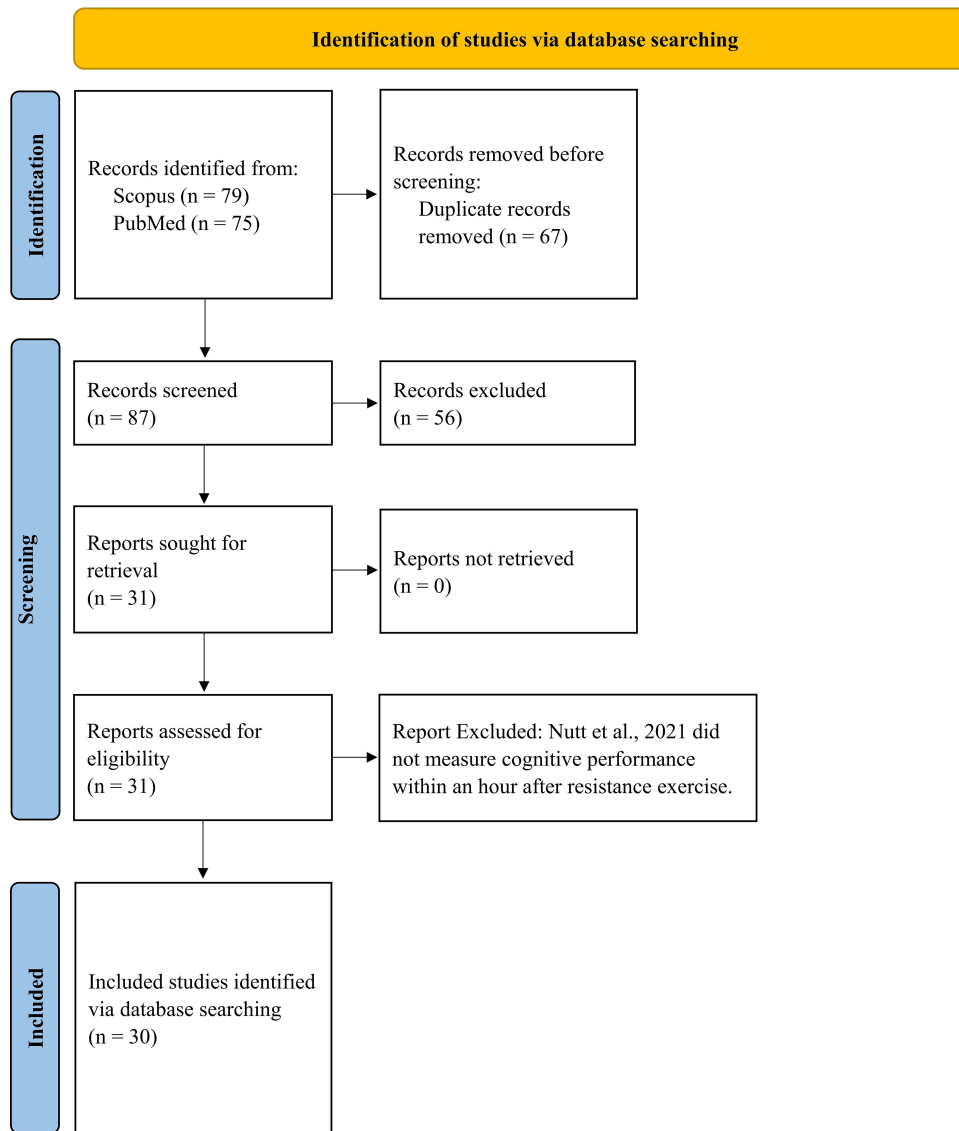 Identification of studies via database searching
Identification
Records identified from:
Scopus (n = 79)
PubMed (n = 75)
Records removed before
screening:
Duplicate records
removed (n = 67)
Screening
Records screened
(n = 87)
Records excluded
(n = 56)
Reports sought for
retrieval
(n = 31)
Reports not retrieved
(n = 0)
Reports assessed for
eligibility
(n = 31)
Report Excluded: Nutt et al., 2021 did
not measure cognitive performance
within an hour after resistance exercise.
Included
Included studies identified
via database searching
(n = 30)